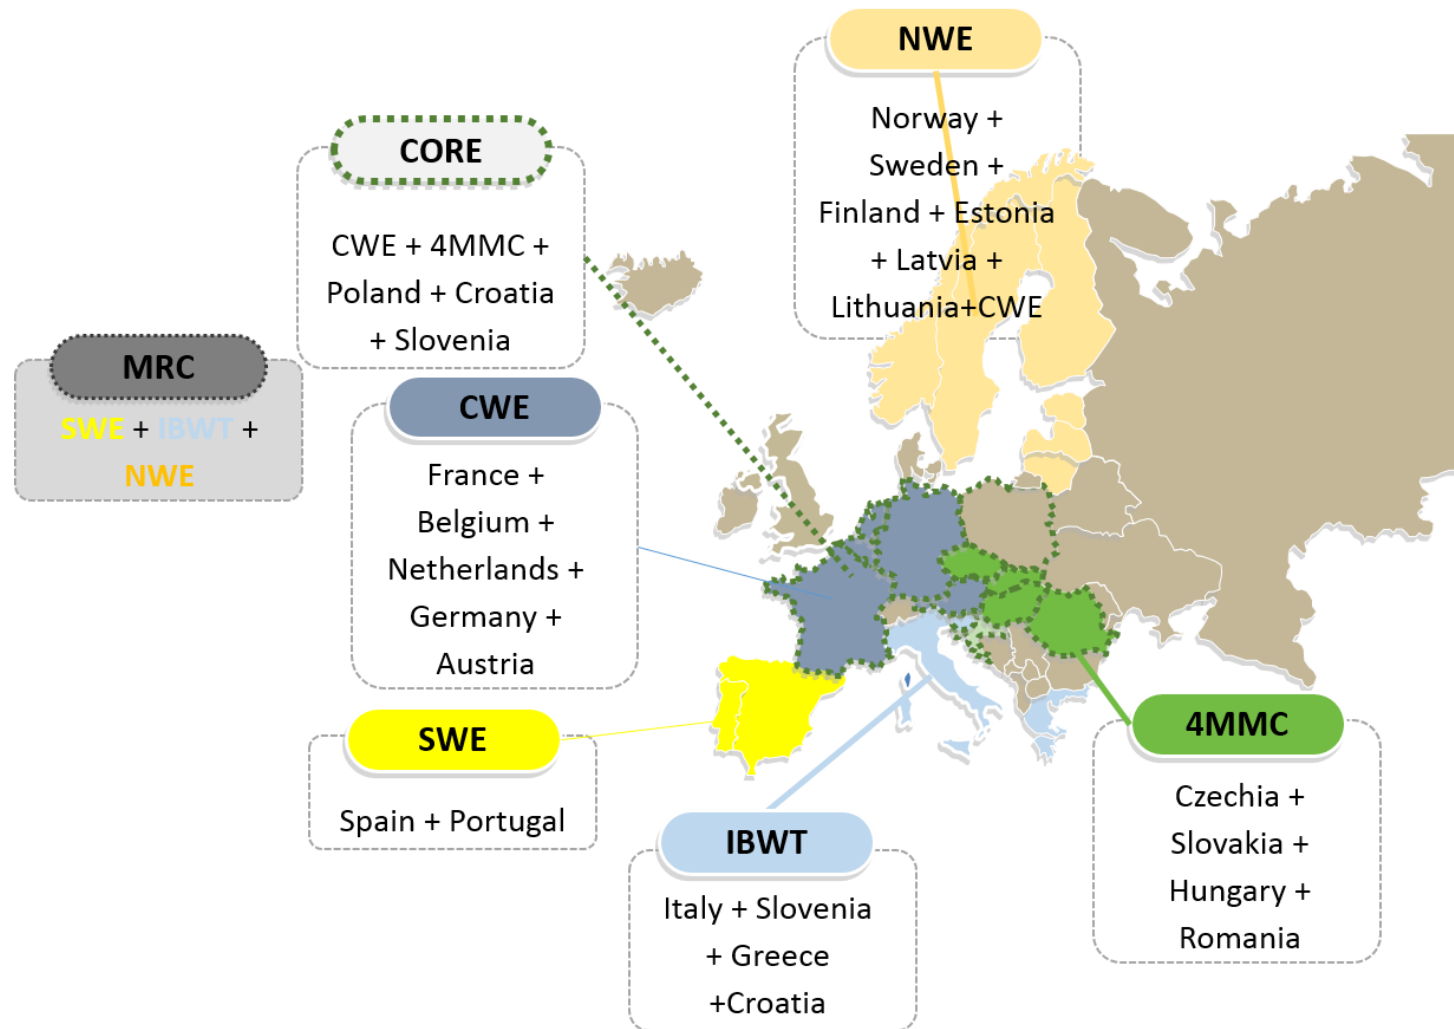 NWE
Norway +
Sweden +
Finland + Estonia
+ Latvia +
Lithuania+CWE
CORE
CWE + 4MMC +
Poland + Croatia
+ Slovenia
MRC
SWE + IBWT +
NWE
CWE
France +
Belgium +
Netherlands +
Germany +
Austria
SWE
Spain + Portugal
IBWT
Italy + Slovenia
+ Greece
+Croatia
4MMC
Czechia +
Slovakia +
Hungary +
Romania